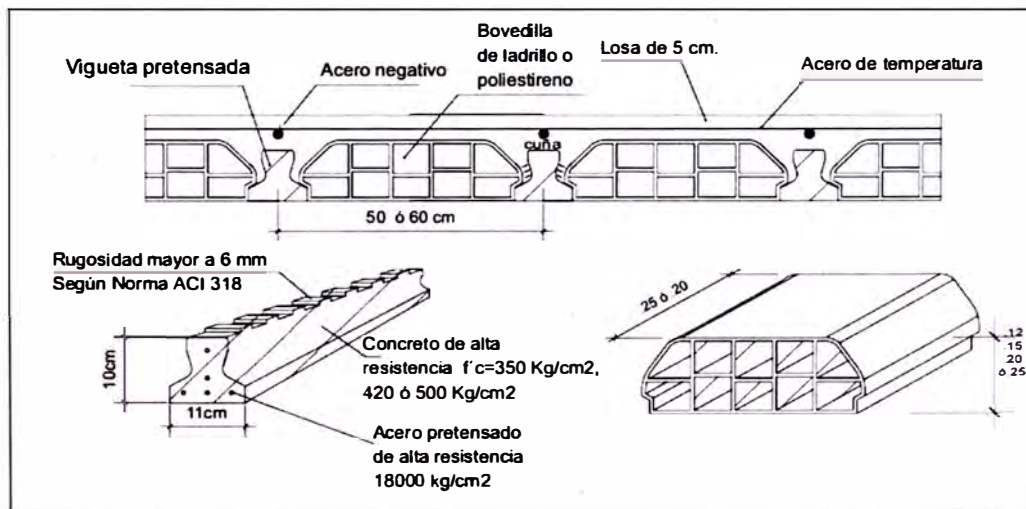 Vigueta pretensada
Acero negativo
Bovedilla
de ladrillo o
poliestireno
Losa de 5 cm.
Acero de temperatura
cuña
50 ó 60 cm
Rugosidad mayor a 6 mm
Según Norma ACI 318
10cm
11cm
Concreto de alta
resistencia f´c=350 Kg/cm2,
420 ó 500 Kg/cm2
Acero pretensado
de alta resistencia
18000 kg/cm2
25 ó 20
.12
.15
.20
ó.25